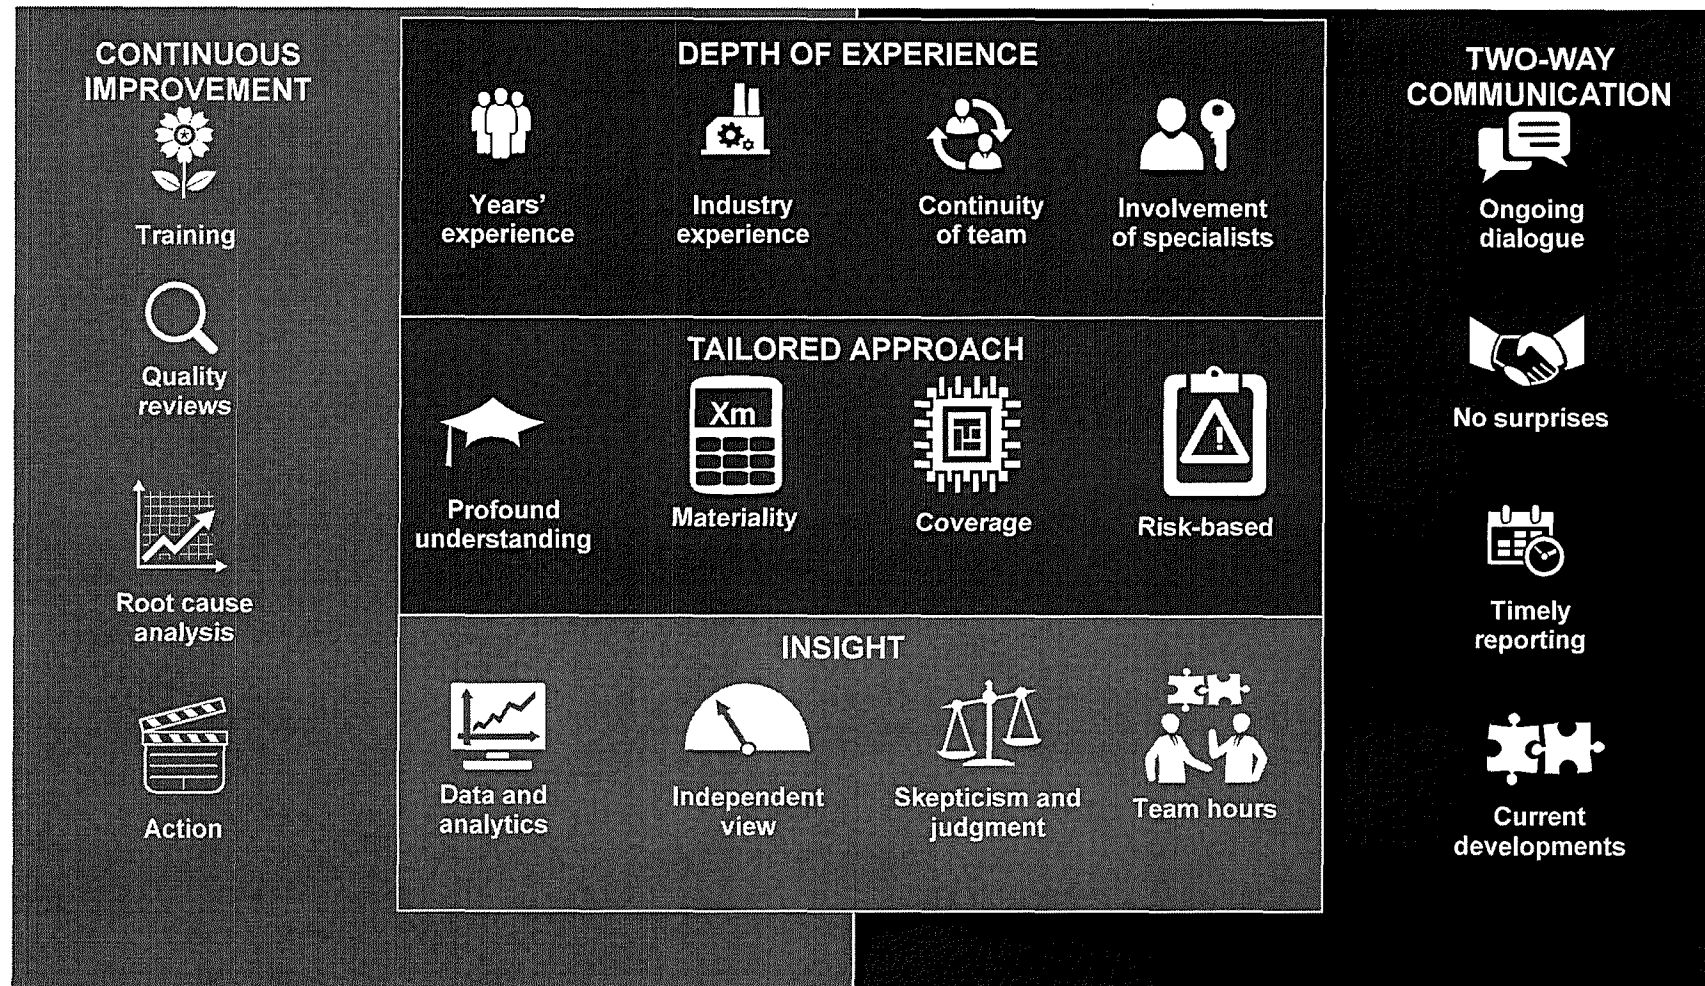 CONTINUOUS
IMPROVEMENT
Training
Quality
reviews
Root cause
analysis
Action
DEPTH OF EXPERIENCE
Years'
experience
Industry
experience
Continuity
of team
Involvement
of specialists
TAILORED APPROACH
Profound
understanding
Xm
Materiality
Coverage
!
Risk-based
INSIGHT
Data and
analytics
Independent
view
Skepticism and
judgment
Team hours
TWO-WAY
COMMUNICATION
Ongoing
dialogue
No surprises
Timely
reporting
Current
developments